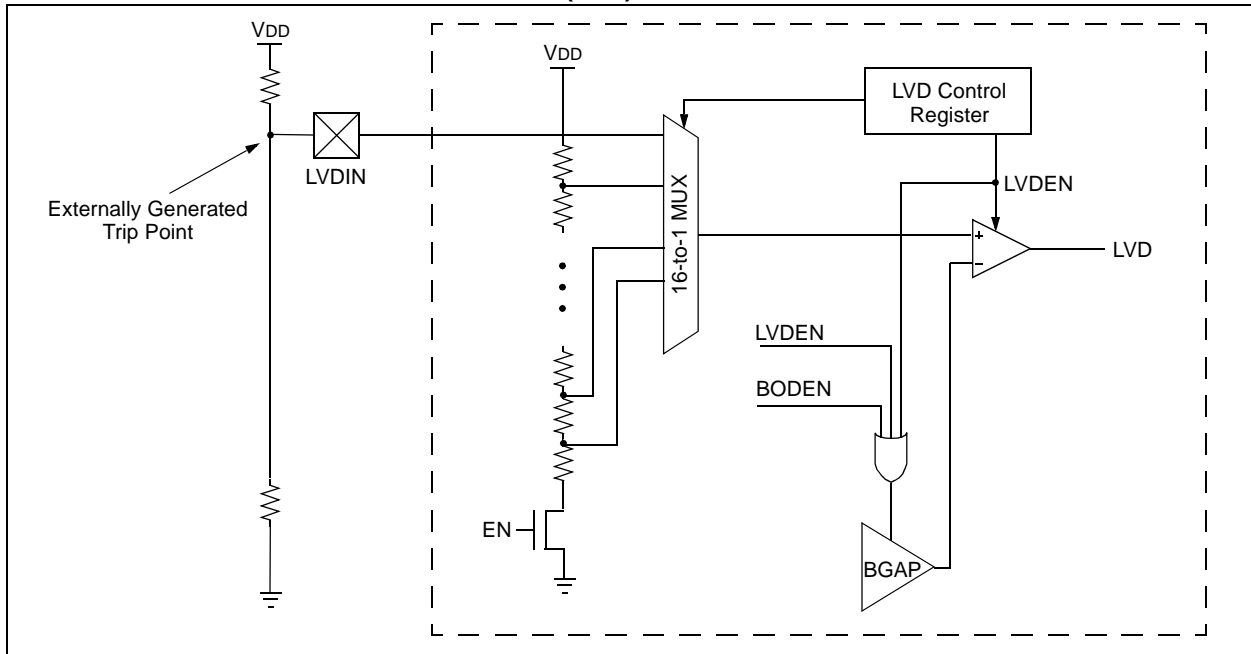 VDD
VDD
LVD Control
Register
LVDIN
Externally Generated
Trip Point
16-to-1 MUX
LVDEN
+
–
LVD
LVDEN
BODEN
EN
BGAP